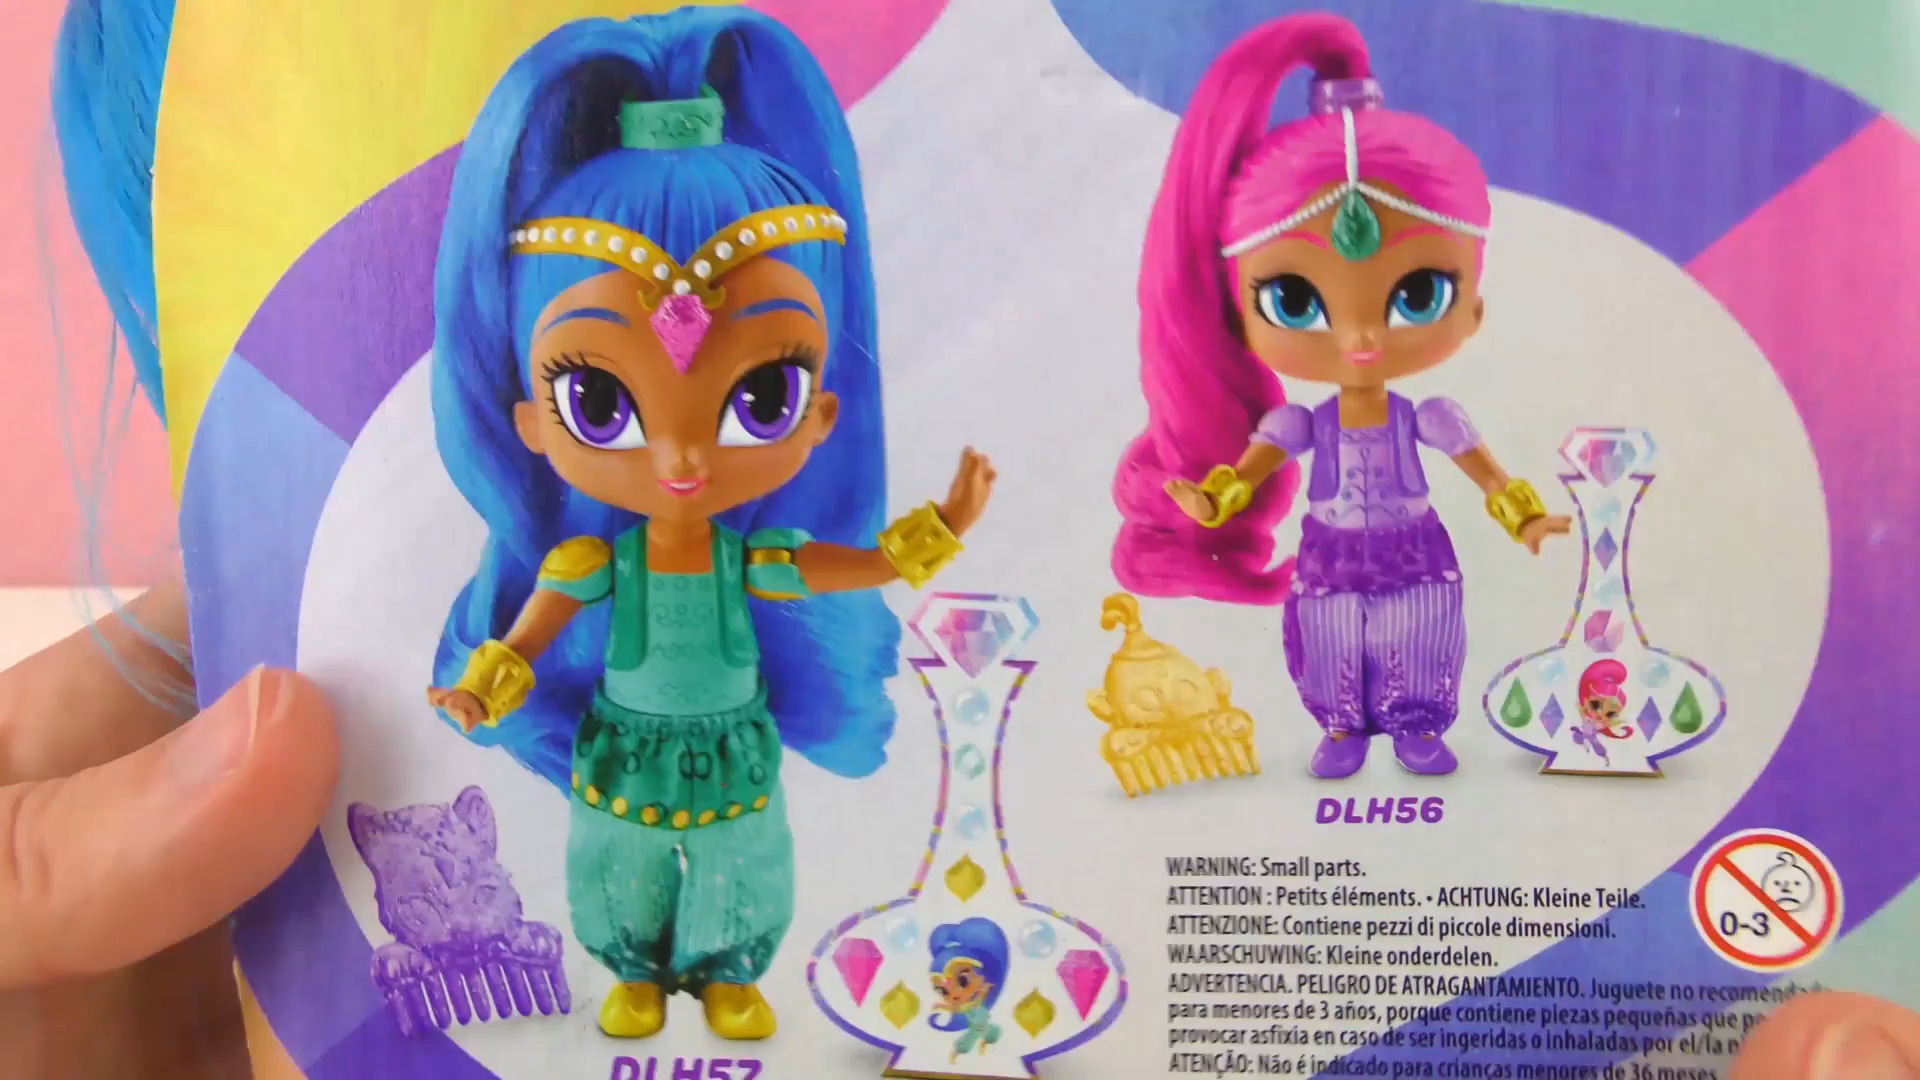 DLH56
WARNING: Small parts.
ATTENTION : Petits éléments. • ACHTUNG: Kleine Teile.
ATTENZIONE: Contiene pezzi di piccole dimensioni.
WAARSCHUWING: Kleine onderdelen.
ADVERTENCIA. PELIGRO DE ATRAGANTAMIENTO. Juguete no
para menores de 3 años, porque contiene piezas pequeñas que
provocar asfixia en caso de ser ingeridas o inhaladas por el/la
ATENÇÃO: Não é indicado para crianças menores de 36 meses
0-3
DLH57